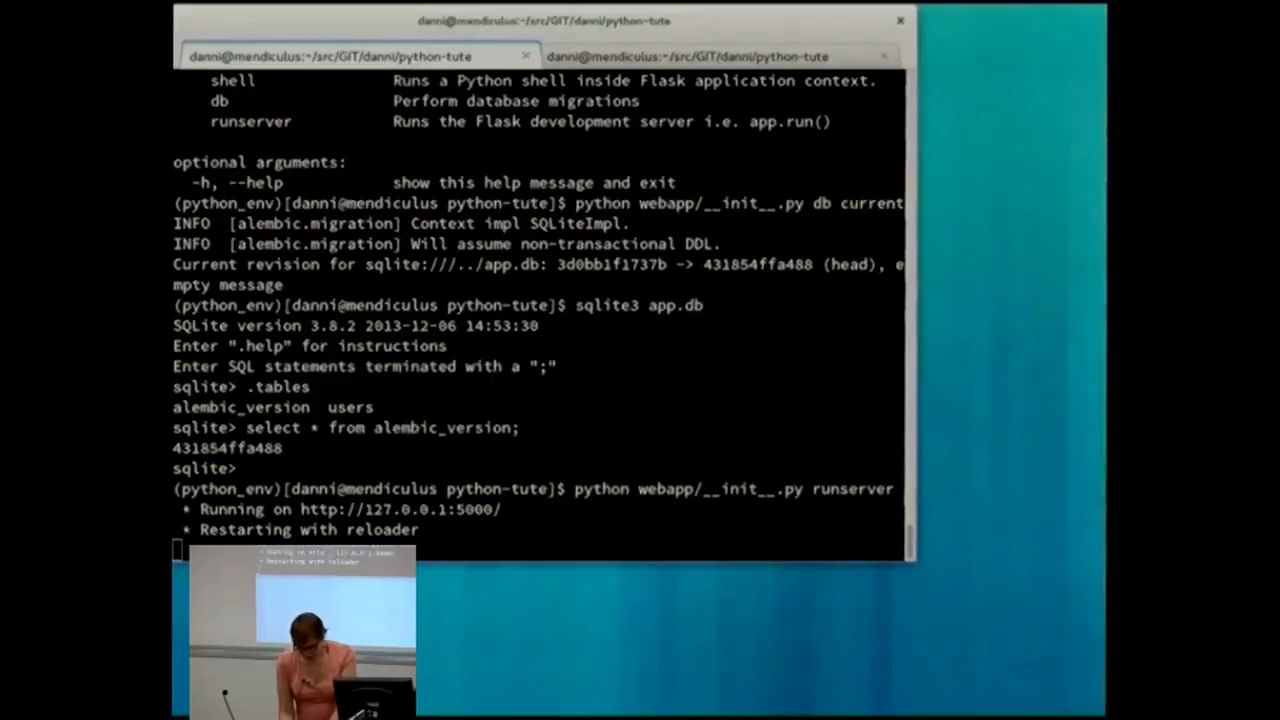 danni@mendiculus:~/src/GIT/danni/python-tute
danni@mendiculus:~/src/GIT/danni/python-tute
danni@mendiculus:~/src/GIT/danni/python-tute
shell Runs a Python shell inside Flask application context.
db Perform database migrations
runserver Runs the Flask development server i.e. app.run()
optional arguments:
-h, --help show this help message and exit
(python_env)[danni@mendiculus python-tute]$ python webapp/__init__.py db current
INFO [alembic.migration] Context impl SQLiteImpl.
INFO [alembic.migration] Will assume non-transactional DDL.
Current revision for sqlite:///../app.db: 3d0bb1f1737b -> 431854ffa488 (head), e
mpty message
(python_env)[danni@mendiculus python-tute]$ sqlite3 app.db
SQLite version 3.8.2 2013-12-06 14:53:30
Enter ".help" for instructions
Enter SQL statements terminated with a ";"
sqlite> .tables
alembic_version users
sqlite> select * from alembic_version;
431854ffa488
sqlite>
(python_env)[danni@mendiculus python-tute]$ python webapp/__init__.py runserver
* Running on http://127.0.0.1:5000/
* Restarting with reloader
* Restarting with reloader